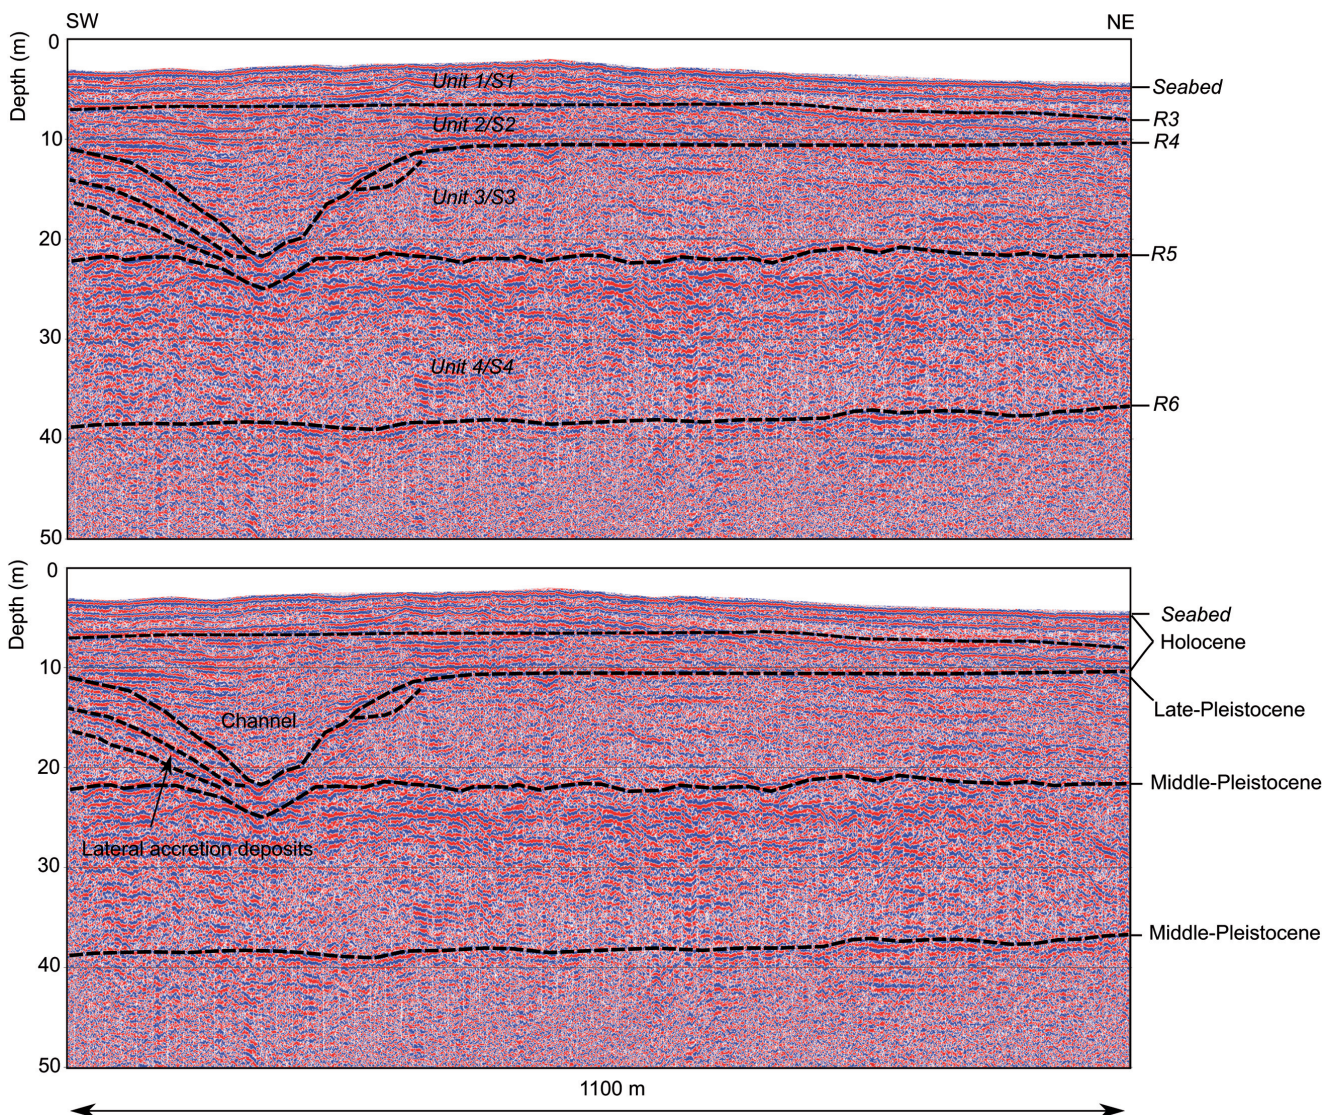 SW
NE
Depth (m)
0
10
20
30
40
50
Unit 1/S1
Unit 2/S2
Unit 3/S3
Unit 4/S4
Seabed
R3
R4
R5
R6
Depth (m)
0
10
20
30
40
50
Channel
Lateral accretion deposits
Seabed
Holocene
Late-Pleistocene
Middle-Pleistocene
Middle-Pleistocene
1100 m